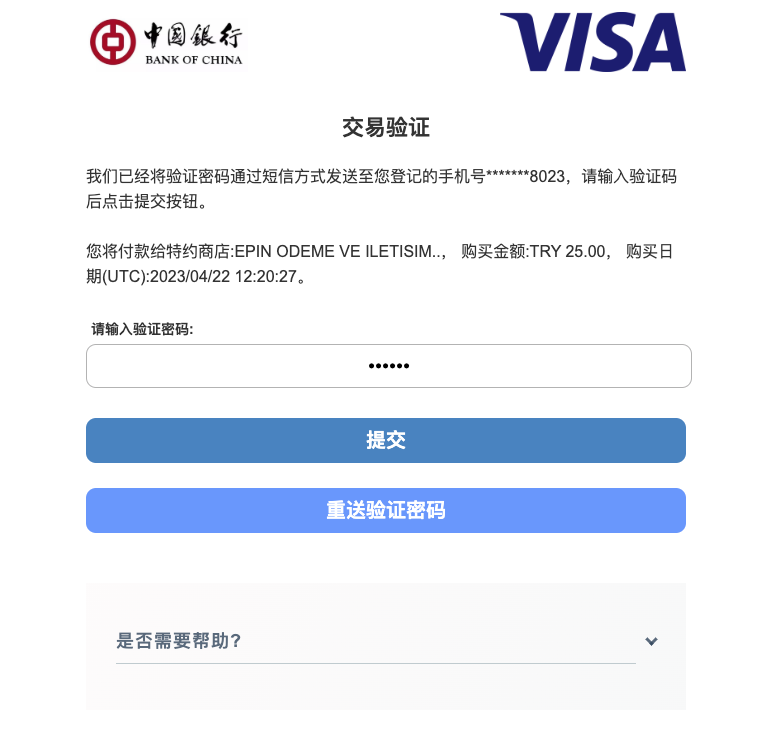 中国銀行
BANK OF CHINA
VISA
交易验证
我们已经将验证密码通过短信方式发送至您登记的手机号*******8023，请输入验证码
后点击提交按钮。
您将付款给特约商店:EPIN ODEME VE ILETISIM..， 购买金额:TRY 25.00， 购买日
期(UTC):2023/04/22 12:20:27。
请输入验证密码:
••••••
提交
重送验证密码
是否需要帮助?